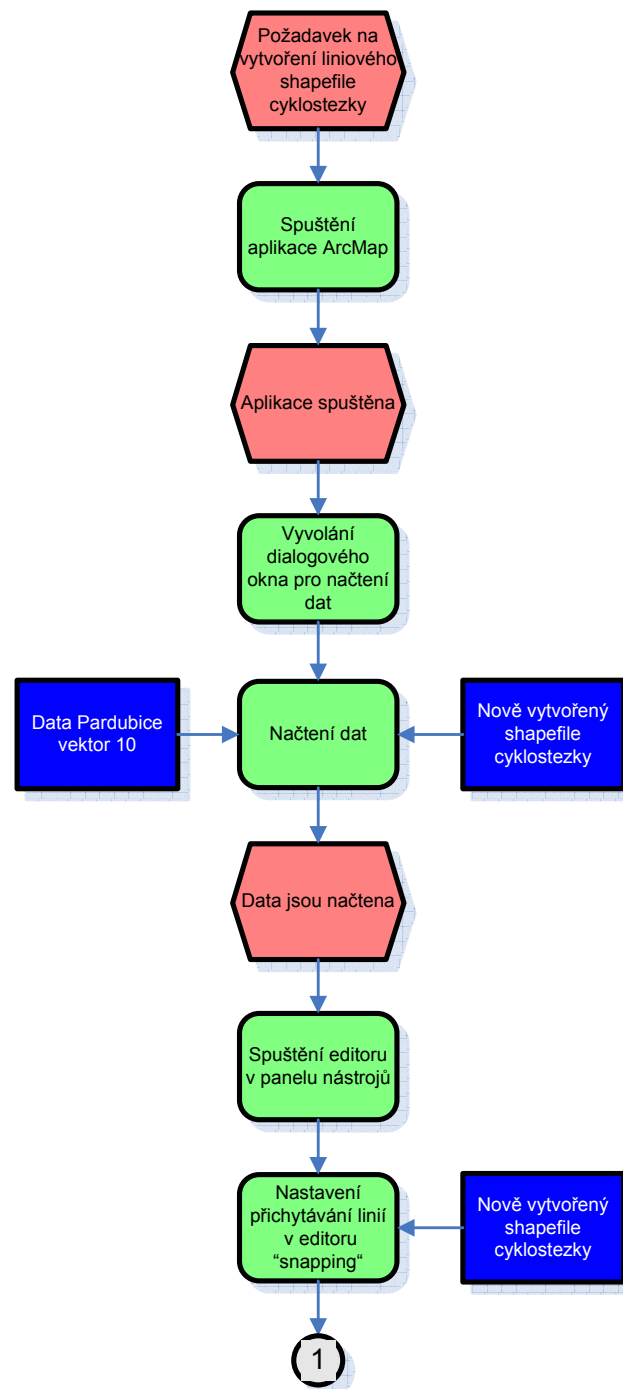 Požadavek na
vytvoření liniového
shapefile
cyklostezky
Spuštění
aplikace ArcMap
Aplikace spuštěna
Vyvolání
dialogového
okna pro načtení
dat
Data Pardubice
vektor 10
Načtení dat
Nově vytvořený
shapefile
cyklostezky
Data jsou načtena
Spuštění editoru
v panelu nástrojů
Nastavení
přichytávání linií
v editoru
“snapping“
Nově vytvořený
shapefile
cyklostezky
1